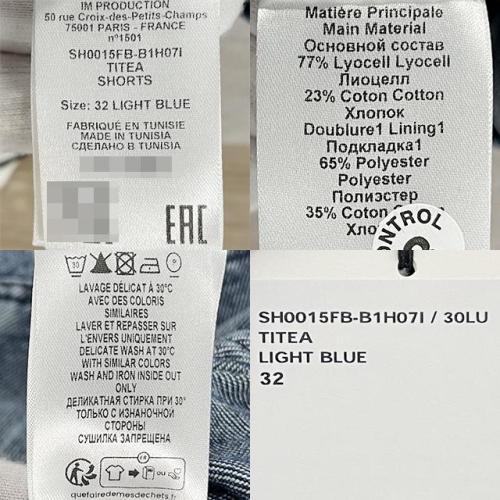 IM PRODUCTION
50 rue Croix-des-Petits-Champs
75001 PARIS - FRANCE
n°1501
SH0015FB-B1H07I
TITEA
SHORTS
Size: 32 LIGHT BLUE
FABRIQUÉ EN TUNISIE
MADE IN TUNISIA
СДЕЛАНО В ТУНИСЕ
EAC
Matière Principale
Main Material
Основной состав
77% Lyocell Lyocell
Лиоцелл
23% Coton Cotton
Хлопок
Doublure1 Lining1
Подкладка1
65% Polyester
Polyester
Полиэстер
35% Coton
CONTROL
30
LAVAGE DÉLICAT À 30°C
AVEC DES COLORIS
SIMILAIRES
LAVER ET REPASSER SUR
L'ENVERS UNIQUEMENT
DELICATE WASH AT 30°C
WITH SIMILAR COLORS
WASH AND IRON INSIDE OUT
ONLY
ДЕЛИКАТНАЯ СТИРКА ПРИ 30°
ТОЛЬКО С ИЗНАНОЧНОЙ
СТОРОНЫ
СУШИЛКА ЗАПРЕЩЕНА
FR
quefairedemesdechets.fr
SH0015FB-B1H07I / 30LU
TITEA
LIGHT BLUE
32